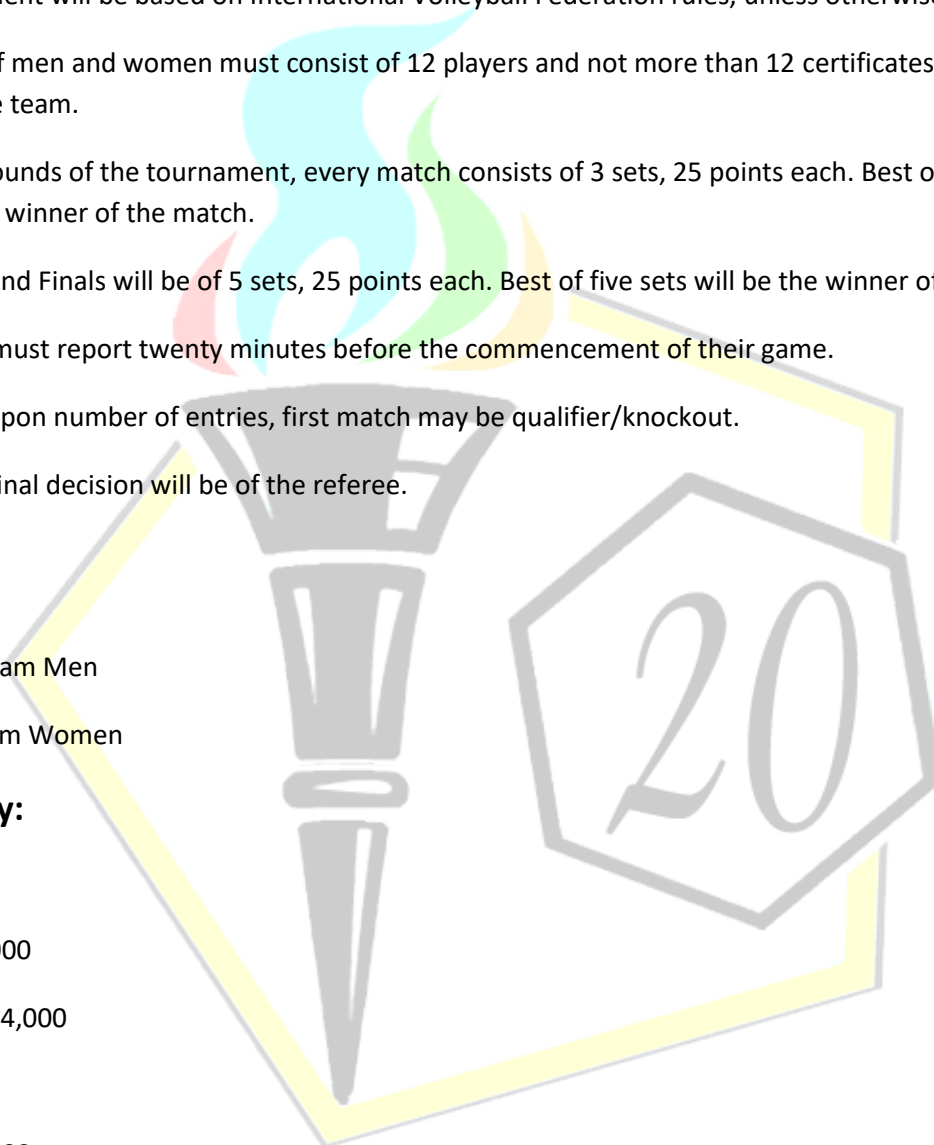 ent will be based on International Volleyball Federation rules, unless otherwise
f men and women must consist of 12 players and not more than 12 certificates
e team.
ounds of the tournament, every match consists of 3 sets, 25 points each. Best o
winner of the match.
nd Finals will be of 5 sets, 25 points each. Best of five sets will be the winner of
must report twenty minutes before the commencement of their game.
pon number of entries, first match may be qualifier/knockout.
inal decision will be of the referee.
20
am Men
m Women
y:
000
4,000